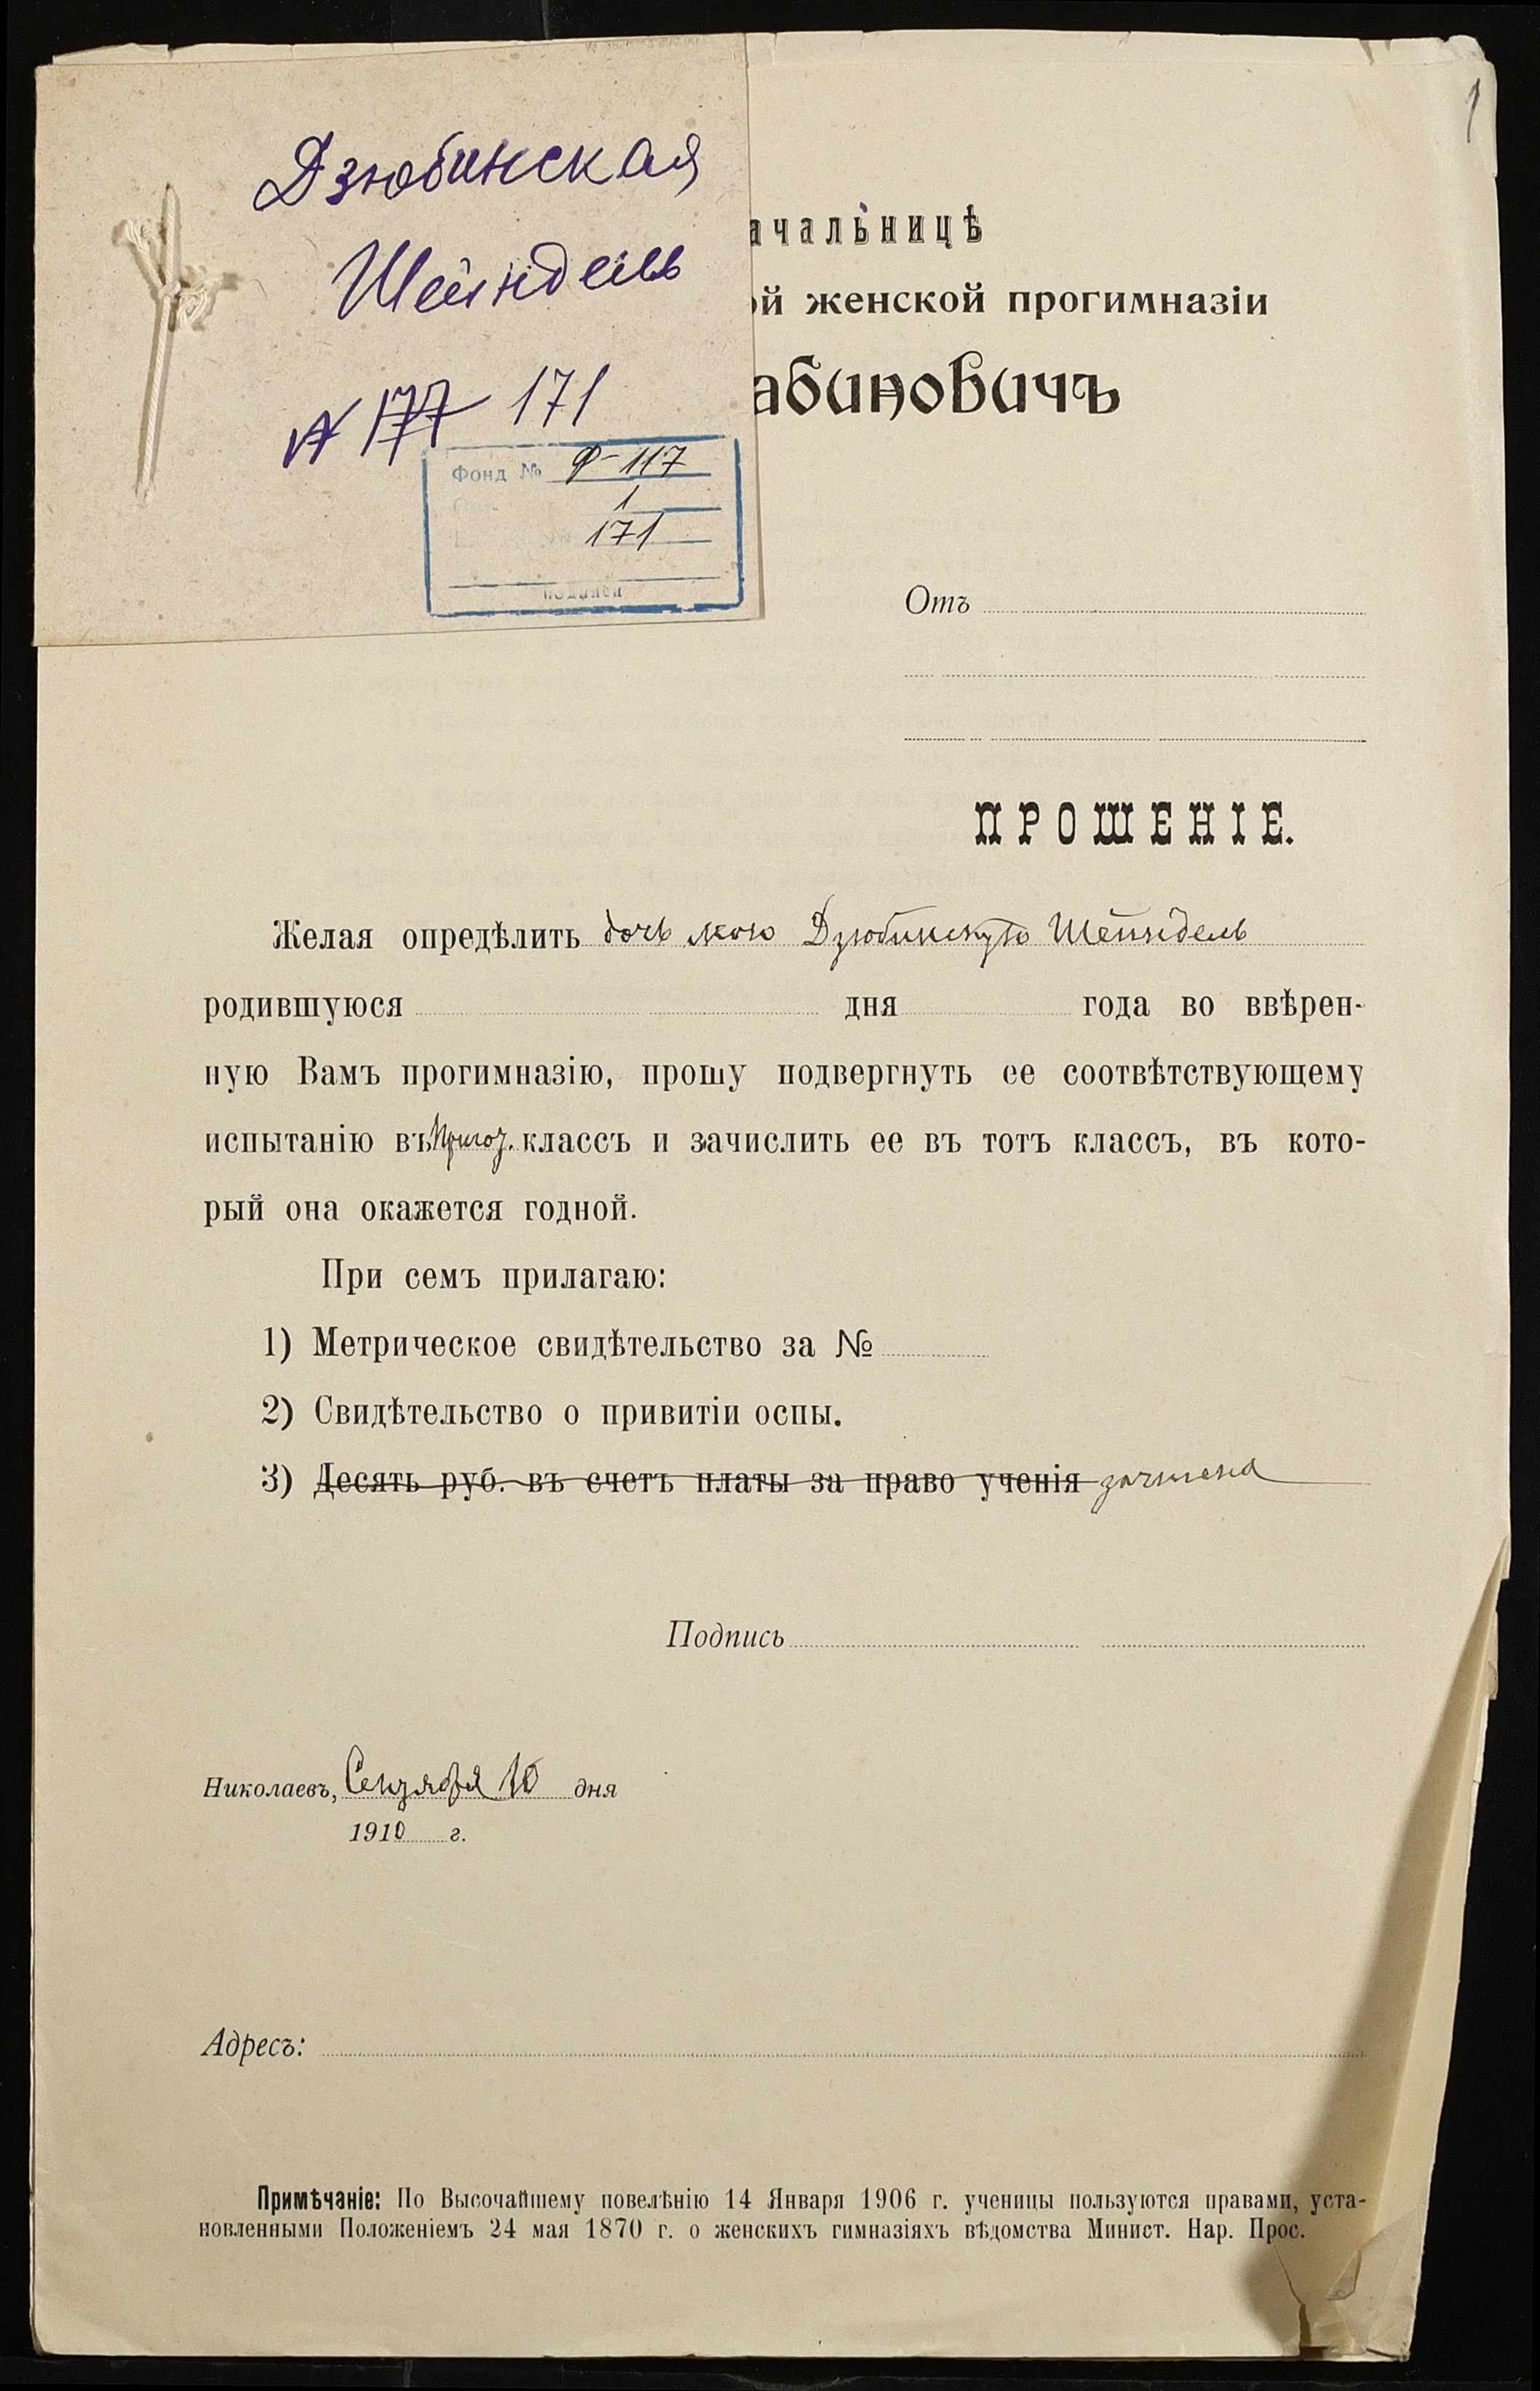 1
Дзюбинская
Шейндель
№ 177 171
Фонд № Ф-117
1
171
ачальницѣ
ой женской прогимназіи
абиновичъ
Отъ
ПРОШЕНІЕ.
Желая опредѣлить дочь мою Дзюбинскую Шейндель
родившуюся дня года во ввѣрен-
ную Вамъ прогимназію, прошу подвергнуть ее соотвѣтствующему
испытанію въ Пригот. классъ и зачислить ее въ тотъ классъ, въ кото-
рый она окажется годной.
При семъ прилагаю:
1) Метрическое свидѣтельство за №
2) Свидѣтельство о привитіи оспы.
3) Десять руб. въ счетъ платы за право ученія
Подпись
Николаевъ, Сентября 10 дня
1910 г.
Адресъ:
Примѣчаніе: По Высочайшему повелѣнію 14 Января 1906 г. ученицы пользуются правами, уста-
новленными Положеніемъ 24 мая 1870 г. о женскихъ гимназіяхъ вѣдомства Минист. Нар. Прос.